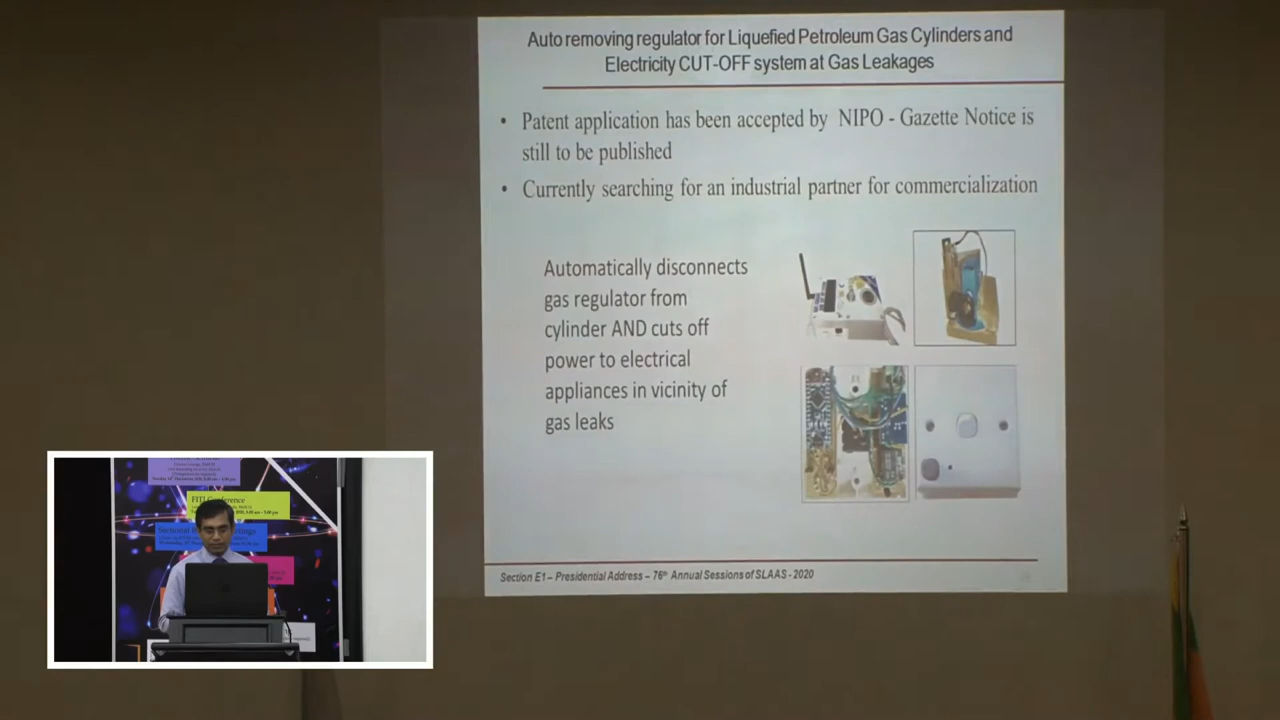 Auto removing regulator for Liquefied Petroleum Gas Cylinders and
Electricity CUT-OFF system at Gas Leakages
• Patent application has been accepted by NIPO - Gazette Notice is
still to be published
• Currently searching for an industrial partner for commercialization
Automatically disconnects
gas regulator from
cylinder AND cuts off
power to electrical
appliances in vicinity of
gas leaks
Section E1 – Presidential Address – 76th Annual Sessions of SLAAS - 2020
FITI Conference
Sectoral